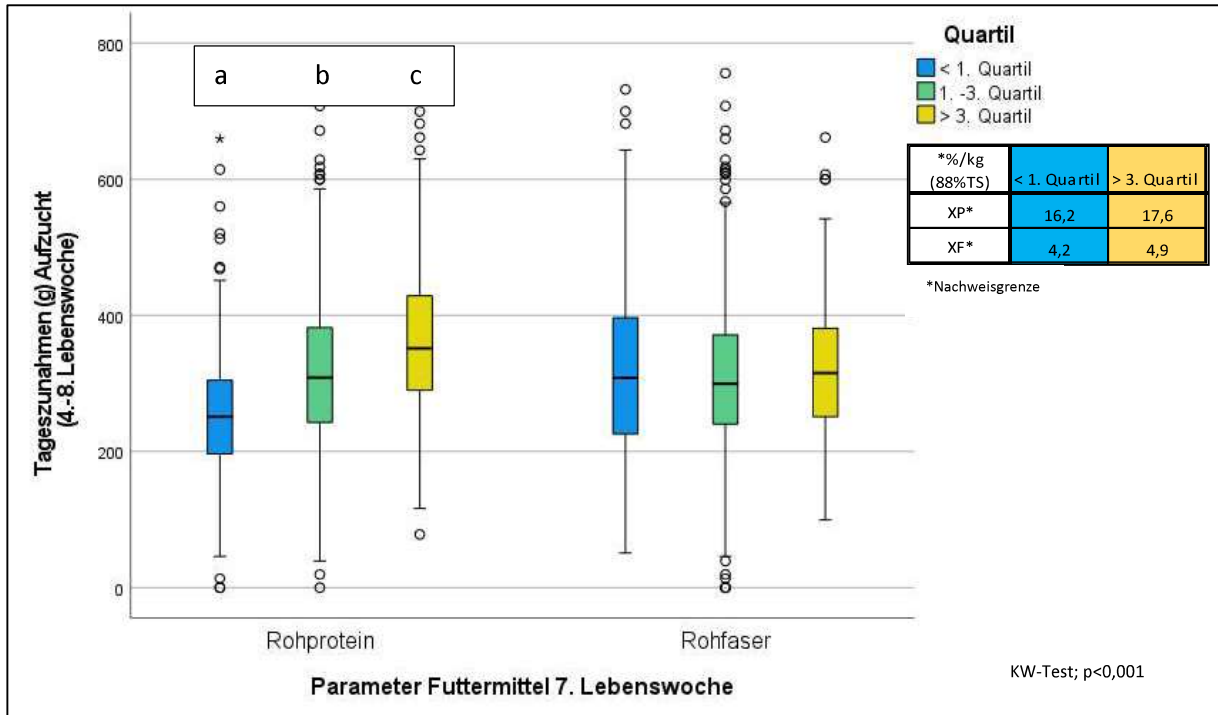 800
600
400
200
0
Tageszunahmen (g) Aufzucht
(4.-8. Lebenswoche)
a b c
*
Rohprotein Rohfaser
Parameter Futtermittel 7. Lebenswoche
Quartil
< 1. Quartil
1. -3. Quartil
> 3. Quartil
*%/kg
(88%TS) < 1. Quartil > 3. Quartil
XP* 16,2 17,6
XF* 4,2 4,9
*Nachweisgrenze
KW-Test; p<0,001